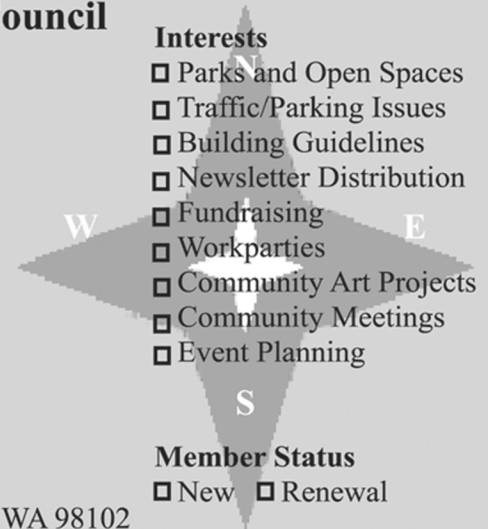 ouncil
Interests
N
Parks and Open Spaces
Traffic/Parking Issues
Building Guidelines
Newsletter Distribution
Fundraising
W
E
Workparties
Community Art Projects
Community Meetings
Event Planning
S
Member Status
New Renewal
WA 98102